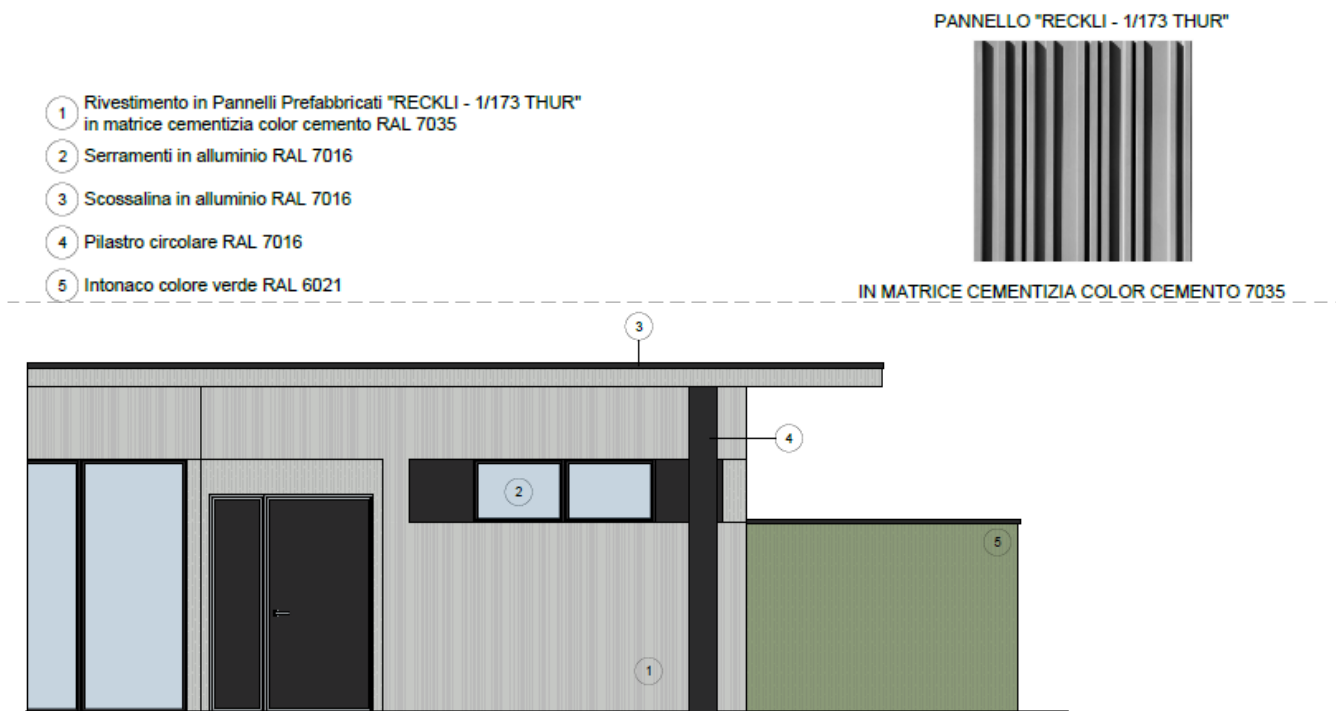 PANNELLO "RECKLI - 1/173 THUR"
1 Rivestimento in Pannelli Prefabbricati "RECKLI - 1/173 THUR"
in matrice cementizia color cemento RAL 7035
2 Serramenti in alluminio RAL 7016
3 Scossalina in alluminio RAL 7016
4 Pilastro circolare RAL 7016
5 Intonaco colore verde RAL 6021
IN MATRICE CEMENTIZIA COLOR CEMENTO 7035
3
4
2
5
1